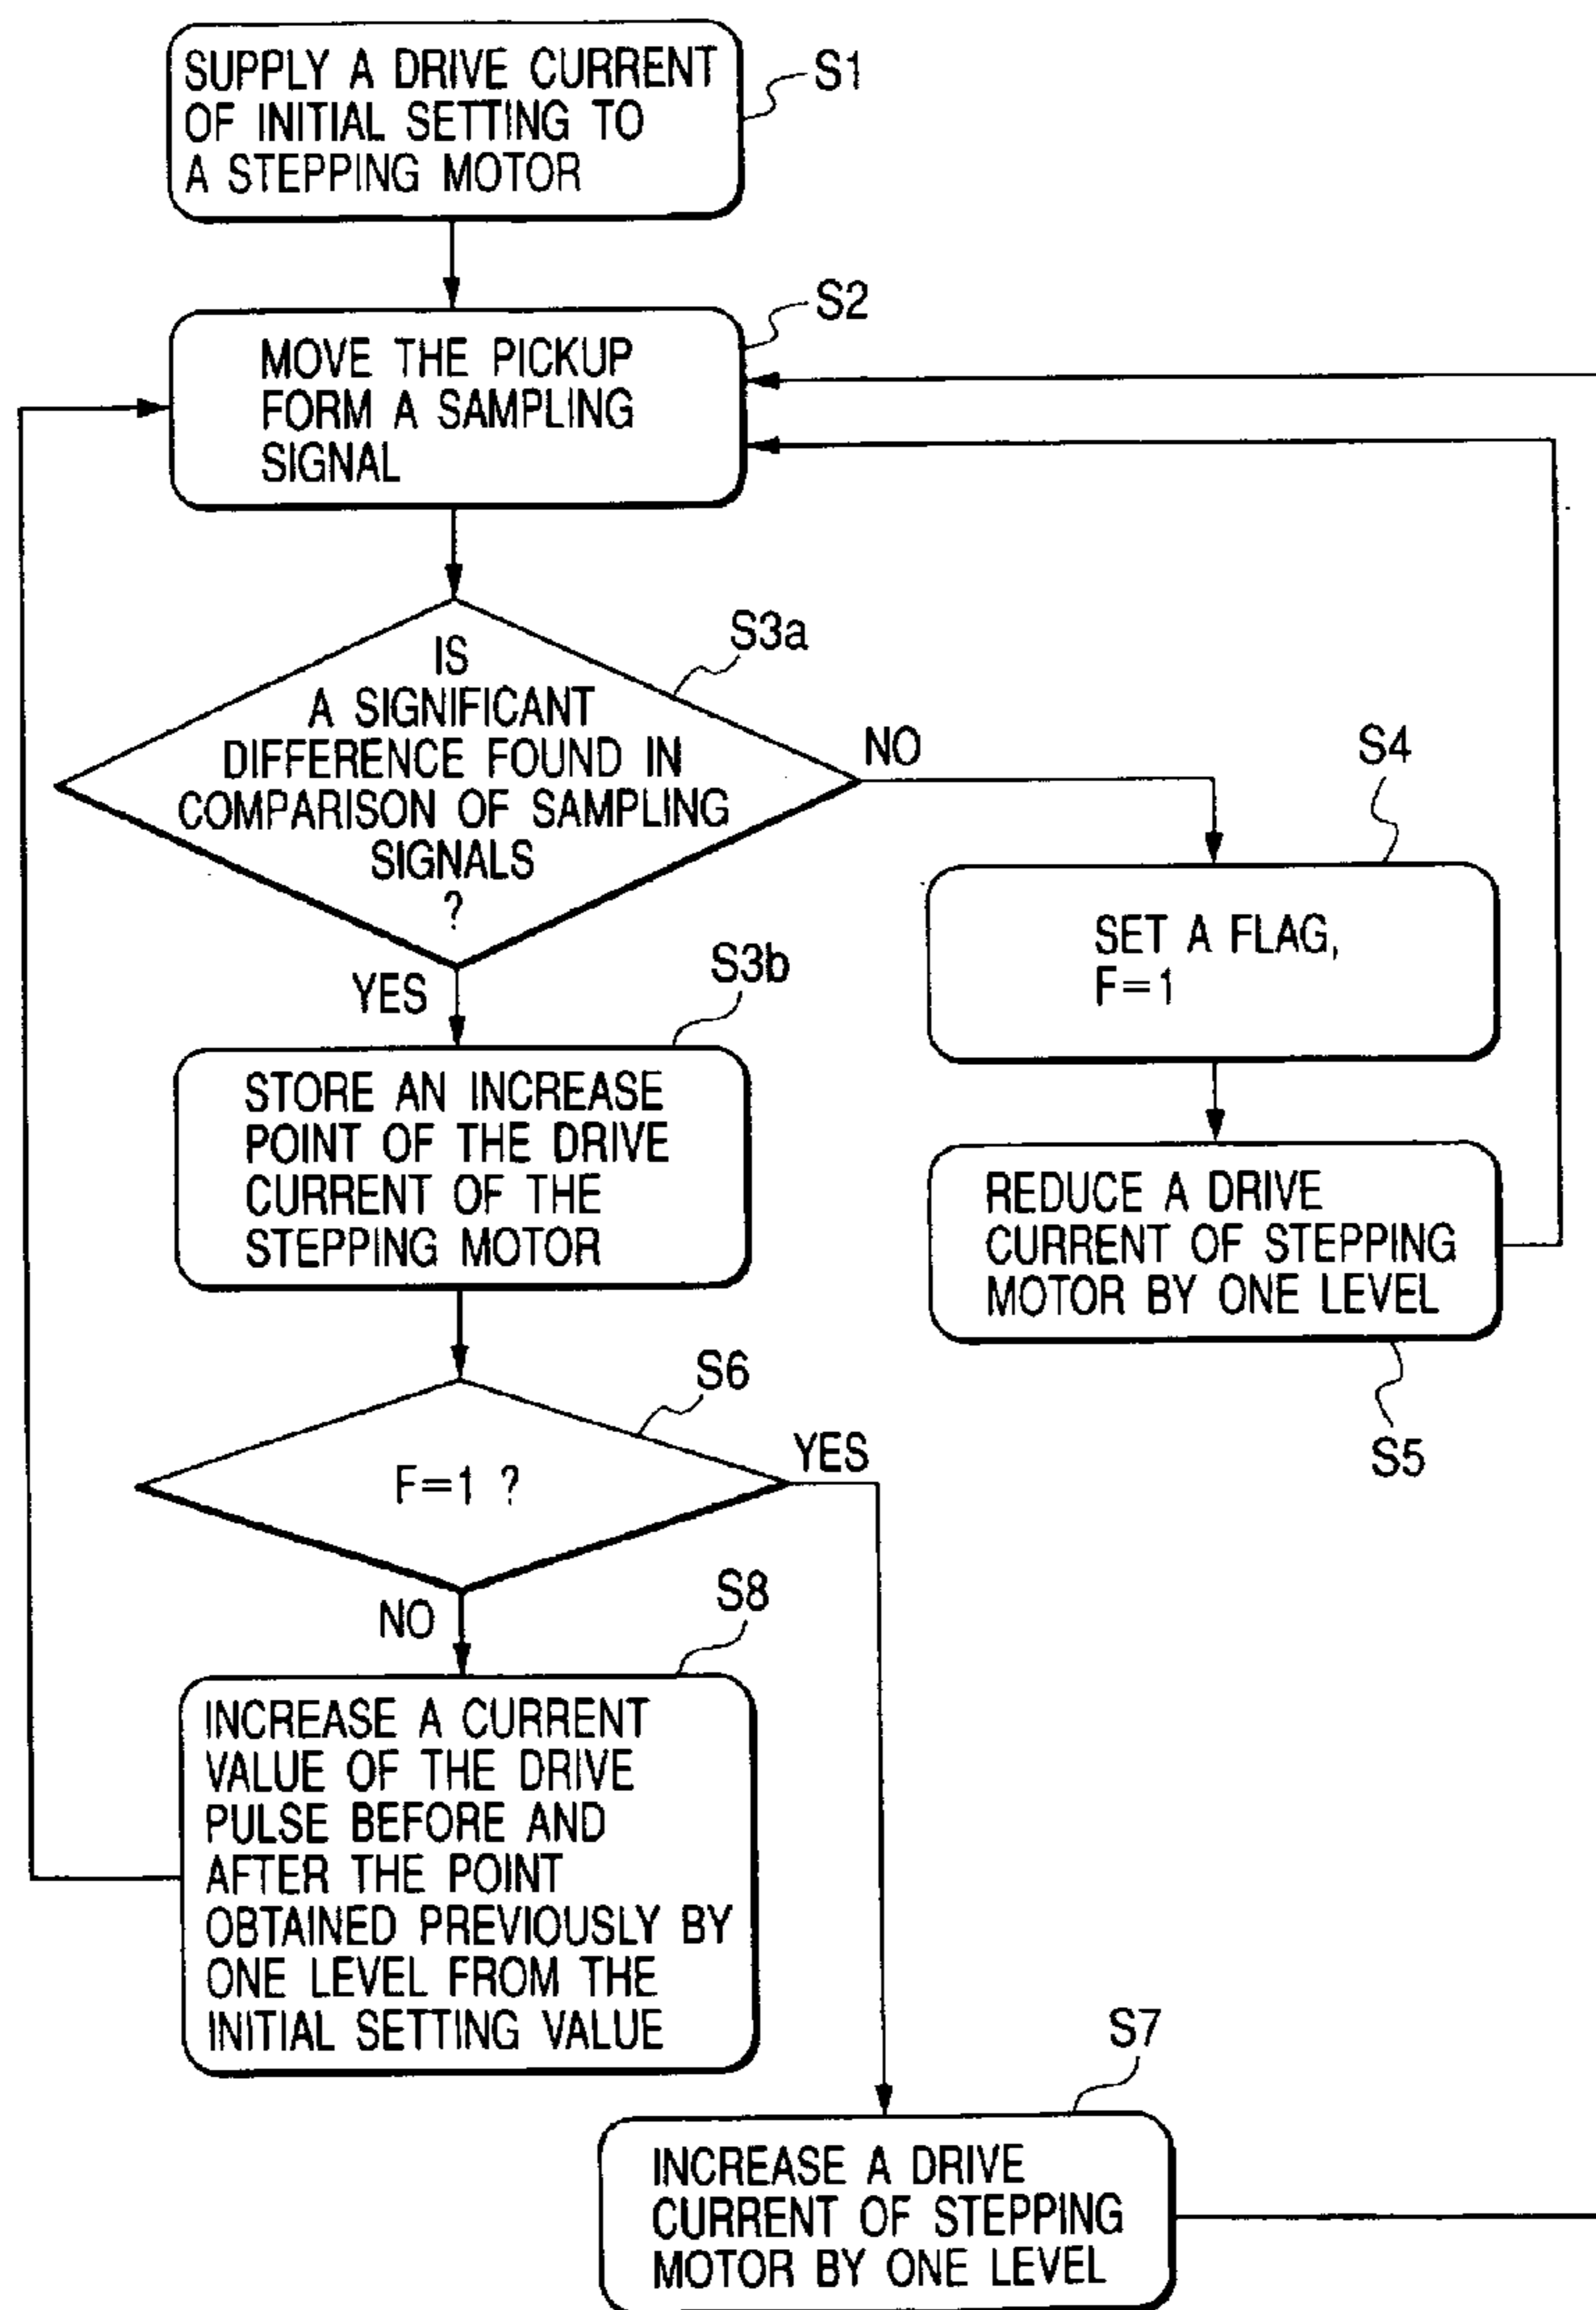 SUPPLY A DRIVE CURRENT
OF INITIAL SETTING TO
A STEPPING MOTOR
S1
MOVE THE PICKUP
FORM A SAMPLING
SIGNAL
S2
IS
A SIGNIFICANT
DIFFERENCE FOUND IN
COMPARISON OF SAMPLING
SIGNALS
?
S3a
NO
YES
S4
SET A FLAG,
F=1
S3b
STORE AN INCREASE
POINT OF THE DRIVE
CURRENT OF THE
STEPPING MOTOR
REDUCE A DRIVE
CURRENT OF STEPPING
MOTOR BY ONE LEVEL
S5
S6
F=1 ?
YES
NO
S8
INCREASE A CURRENT
VALUE OF THE DRIVE
PULSE BEFORE AND
AFTER THE POINT
OBTAINED PREVIOUSLY BY
ONE LEVEL FROM THE
INITIAL SETTING VALUE
S7
INCREASE A DRIVE
CURRENT OF STEPPING
MOTOR BY ONE LEVEL